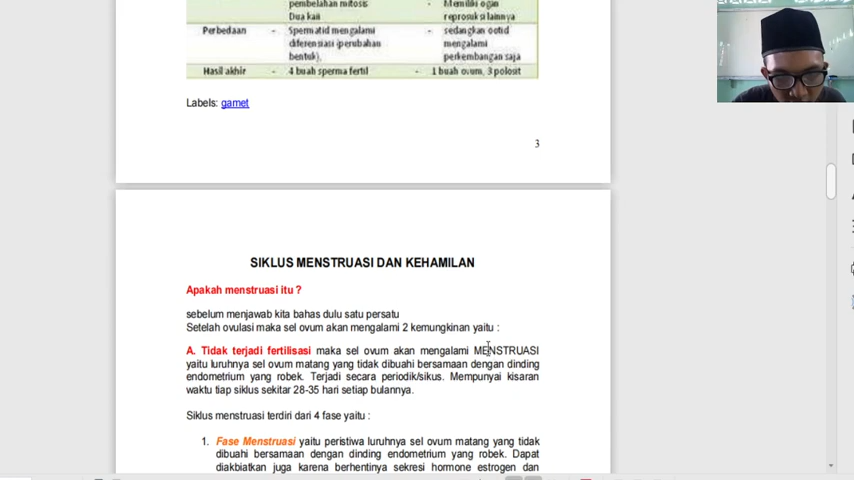 pembelahan mitosis - Memiliki ogan
Dua kali reprosuksi lainnya
Perbedaan - Spermatid mengalami - sedangkan ootid
diferensiasi (perubahan mengalami
bentuk), perkembangan saja
Hasil akhir - 4 buah sperma fertil - 1 buah ovum, 3 polosit
Labels: gamet
3
SIKLUS MENSTRUASI DAN KEHAMILAN
Apakah menstruasi itu ?
sebelum menjawab kita bahas dulu satu persatu
Setelah ovulasi maka sel ovum akan mengalami 2 kemungkinan yaitu :
A. Tidak terjadi fertilisasi maka sel ovum akan mengalami MENSTRUASI
yaitu luruhnya sel ovum matang yang tidak dibuahi bersamaan dengan dinding
endometrium yang robek. Terjadi secara periodik/sikus. Mempunyai kisaran
waktu tiap siklus sekitar 28-35 hari setiap bulannya.
Siklus menstruasi terdiri dari 4 fase yaitu :
1. Fase Menstruasi yaitu peristiwa luruhnya sel ovum matang yang tidak
dibuahi bersamaan dengan dinding endometrium yang robek. Dapat
diakbiatkan juga karena berhentinya sekresi hormone estrogen dan